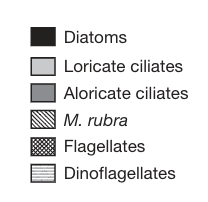 Diatoms
Loricate ciliates
Aloricate ciliates
M. rubra
Flagellates
Dinoflagellates